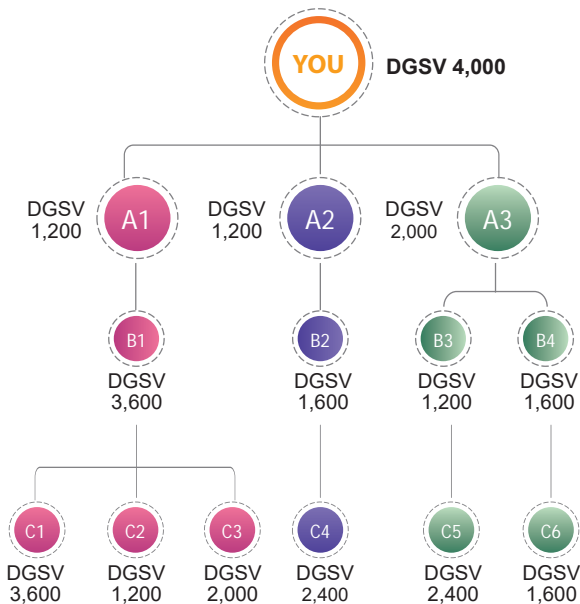 YOU
DGSV 4,000
DGSV
1,200
A1
DGSV
1,200
A2
DGSV
2,000
A3
B1
B2
B3
B4
DGSV
3,600
DGSV
1,600
DGSV
1,200
DGSV
1,600
C1
C2
C3
C4
C5
C6
DGSV
3,600
DGSV
1,200
DGSV
2,000
DGSV
2,400
DGSV
2,400
DGSV
1,600